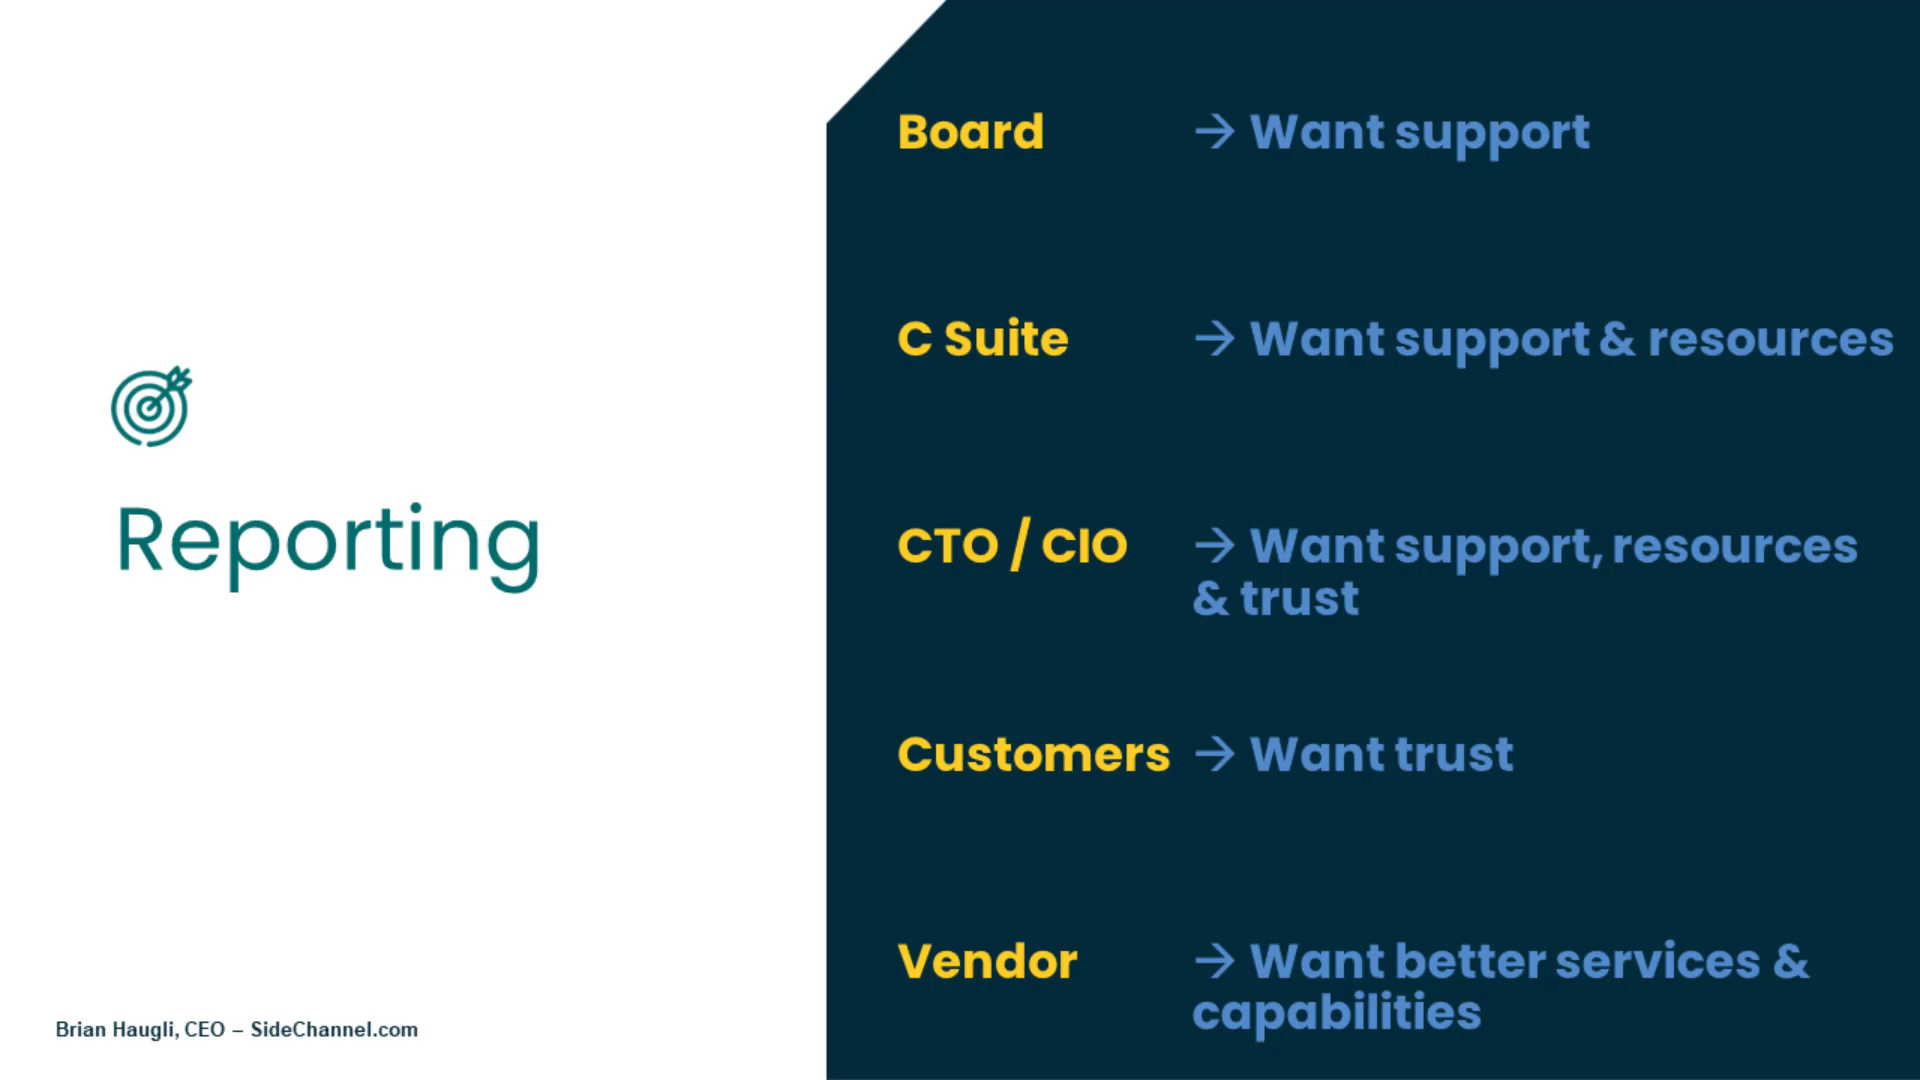 Reporting
Board → Want support
C Suite → Want support & resources
CTO / CIO → Want support, resources
& trust
Customers → Want trust
Vendor → Want better services &
capabilities
Brian Haugli, CEO – SideChannel.com